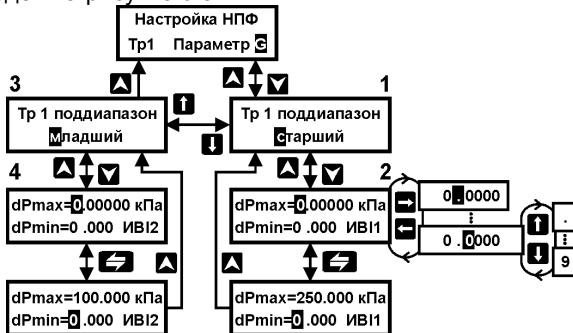 Настройка НПФ
Тр1 Параметр G
3
1
Тр 1 поддиапазон
младший
Тр 1 поддиапазон
старший
4
2
dPmax=0.00000 кПа
dPmin=0 .000 ИВI2
dPmax=0.00000 кПа
dPmin=0 .000 ИВI1
0.0000
0 .0000
.
9
dPmax=100.000 кПа
dPmin=0 .000 ИВI2
dPmax=250.000 кПа
dPmin=0 .000 ИВI1